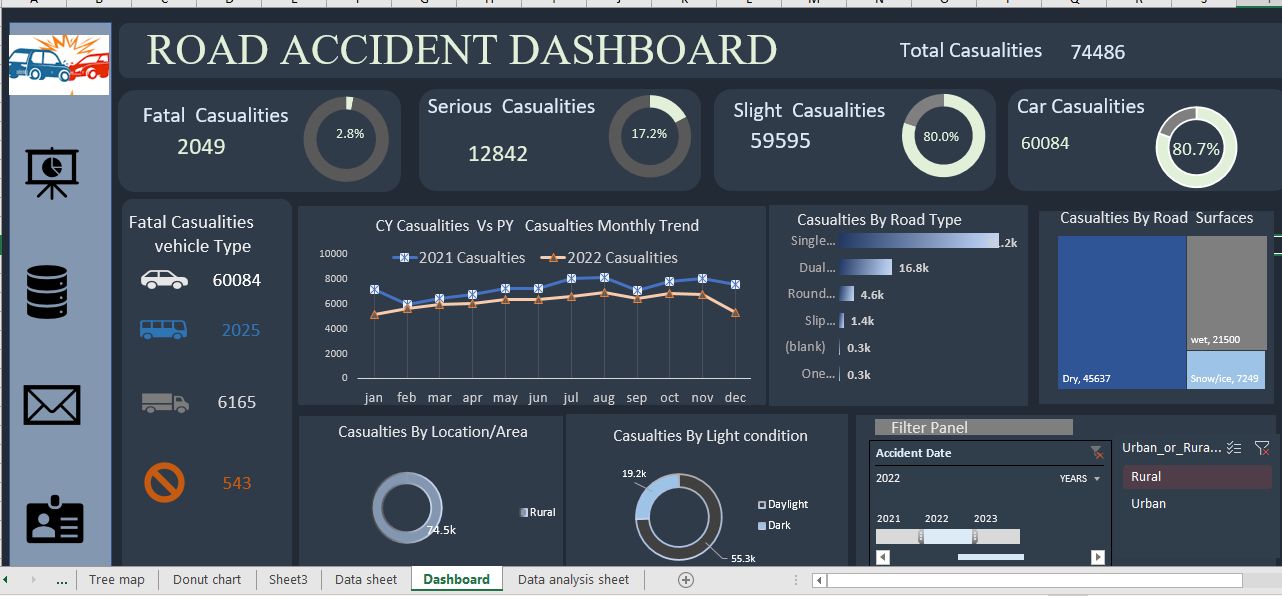 ROAD ACCIDENT DASHBOARD
Total Casualities 74486
Fatal Casualities
2049
2.8%
Serious Casualities
12842
17.2%
Slight Casualities
59595
80.0%
Car Casualities
60084
80.7%
Fatal Casualities
vehicle Type
60084
2025
6165
543
CY Casualities Vs PY Casualties Monthly Trend
2021 Casualties
2022 Casualities
10000
8000
6000
4000
2000
0
jan feb mar apr may jun jul aug sep oct nov dec
Casualties By Road Type
Single... .2k
Dual... 16.8k
Round... 4.6k
Slip... 1.4k
(blank) 0.3k
One... 0.3k
Casualties By Road Surfaces
Dry, 45637
wet, 21500
Snow/ice, 7249
Casualties By Location/Area
74.5k
Rural
Casualties By Light condition
19.2k
55.3k
Daylight
Dark
Filter Panel
Accident Date
2022 YEARS
2021 2022 2023
Urban_or_Rura...
Rural
Urban
... Tree map Donut chart Sheet3 Data sheet Dashboard Data analysis sheet